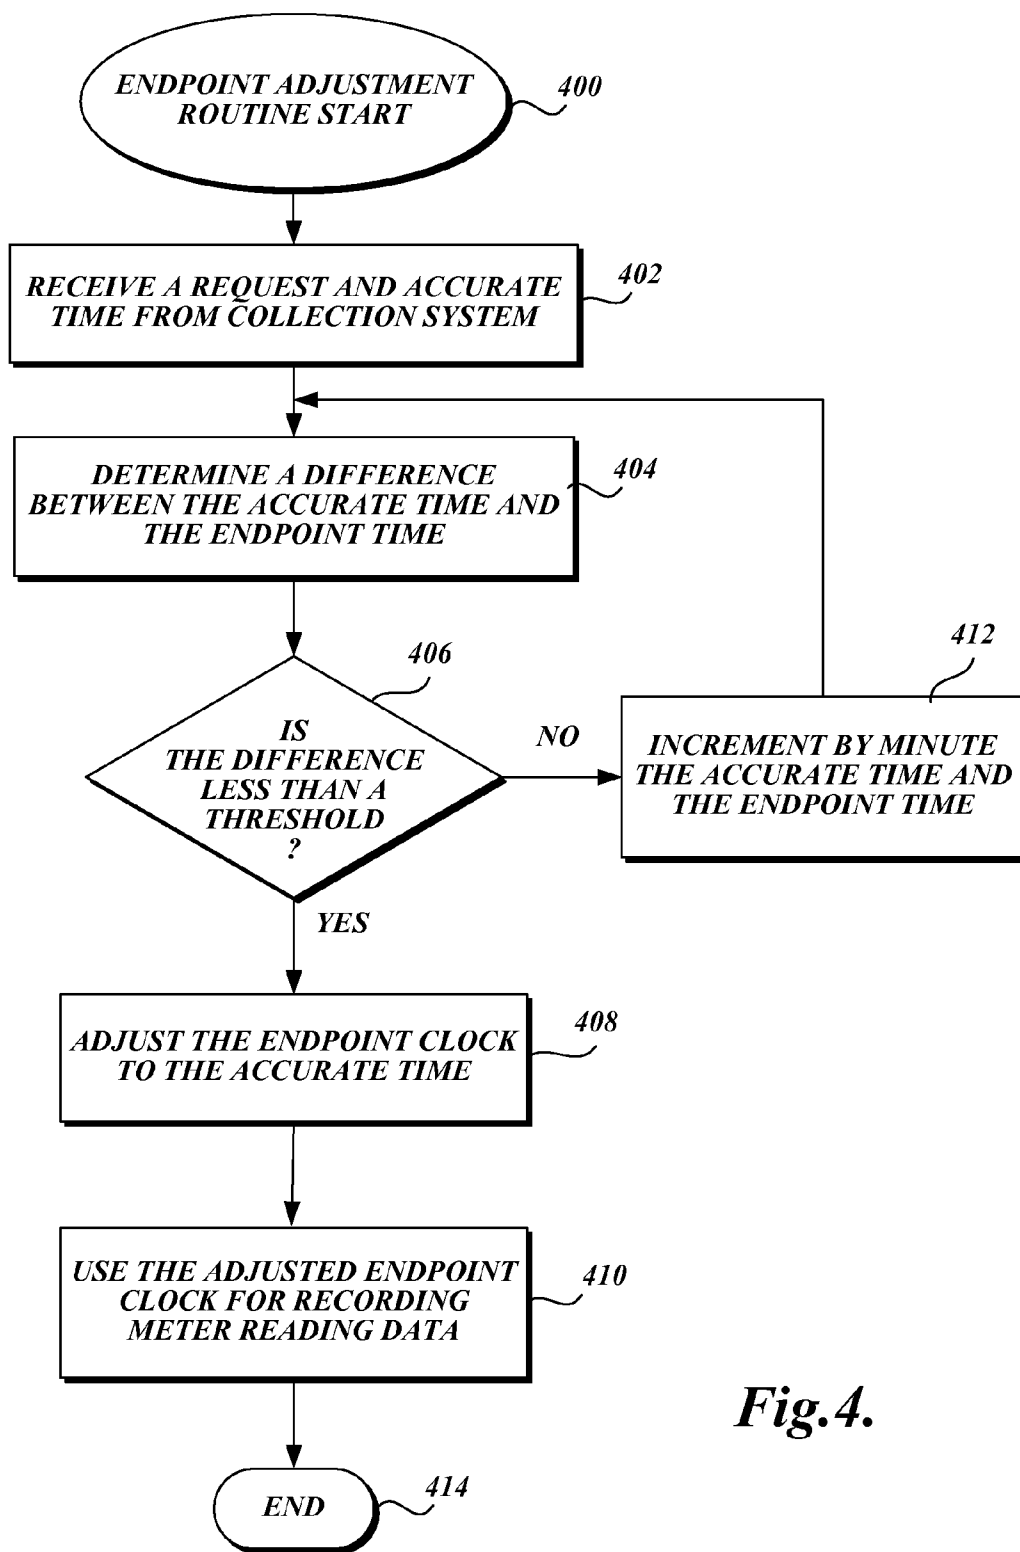 ENDPOINT ADJUSTMENT
ROUTINE START
400
RECEIVE A REQUEST AND ACCURATE
TIME FROM COLLECTION SYSTEM
402
DETERMINE A DIFFERENCE
BETWEEN THE ACCURATE TIME AND
THE ENDPOINT TIME
404
IS
THE DIFFERENCE
LESS THAN A
THRESHOLD
?
406
NO
INCREMENT BY MINUTE
THE ACCURATE TIME AND
THE ENDPOINT TIME
412
YES
ADJUST THE ENDPOINT CLOCK
TO THE ACCURATE TIME
408
USE THE ADJUSTED ENDPOINT
CLOCK FOR RECORDING
METER READING DATA
410
END
414
Fig.4.